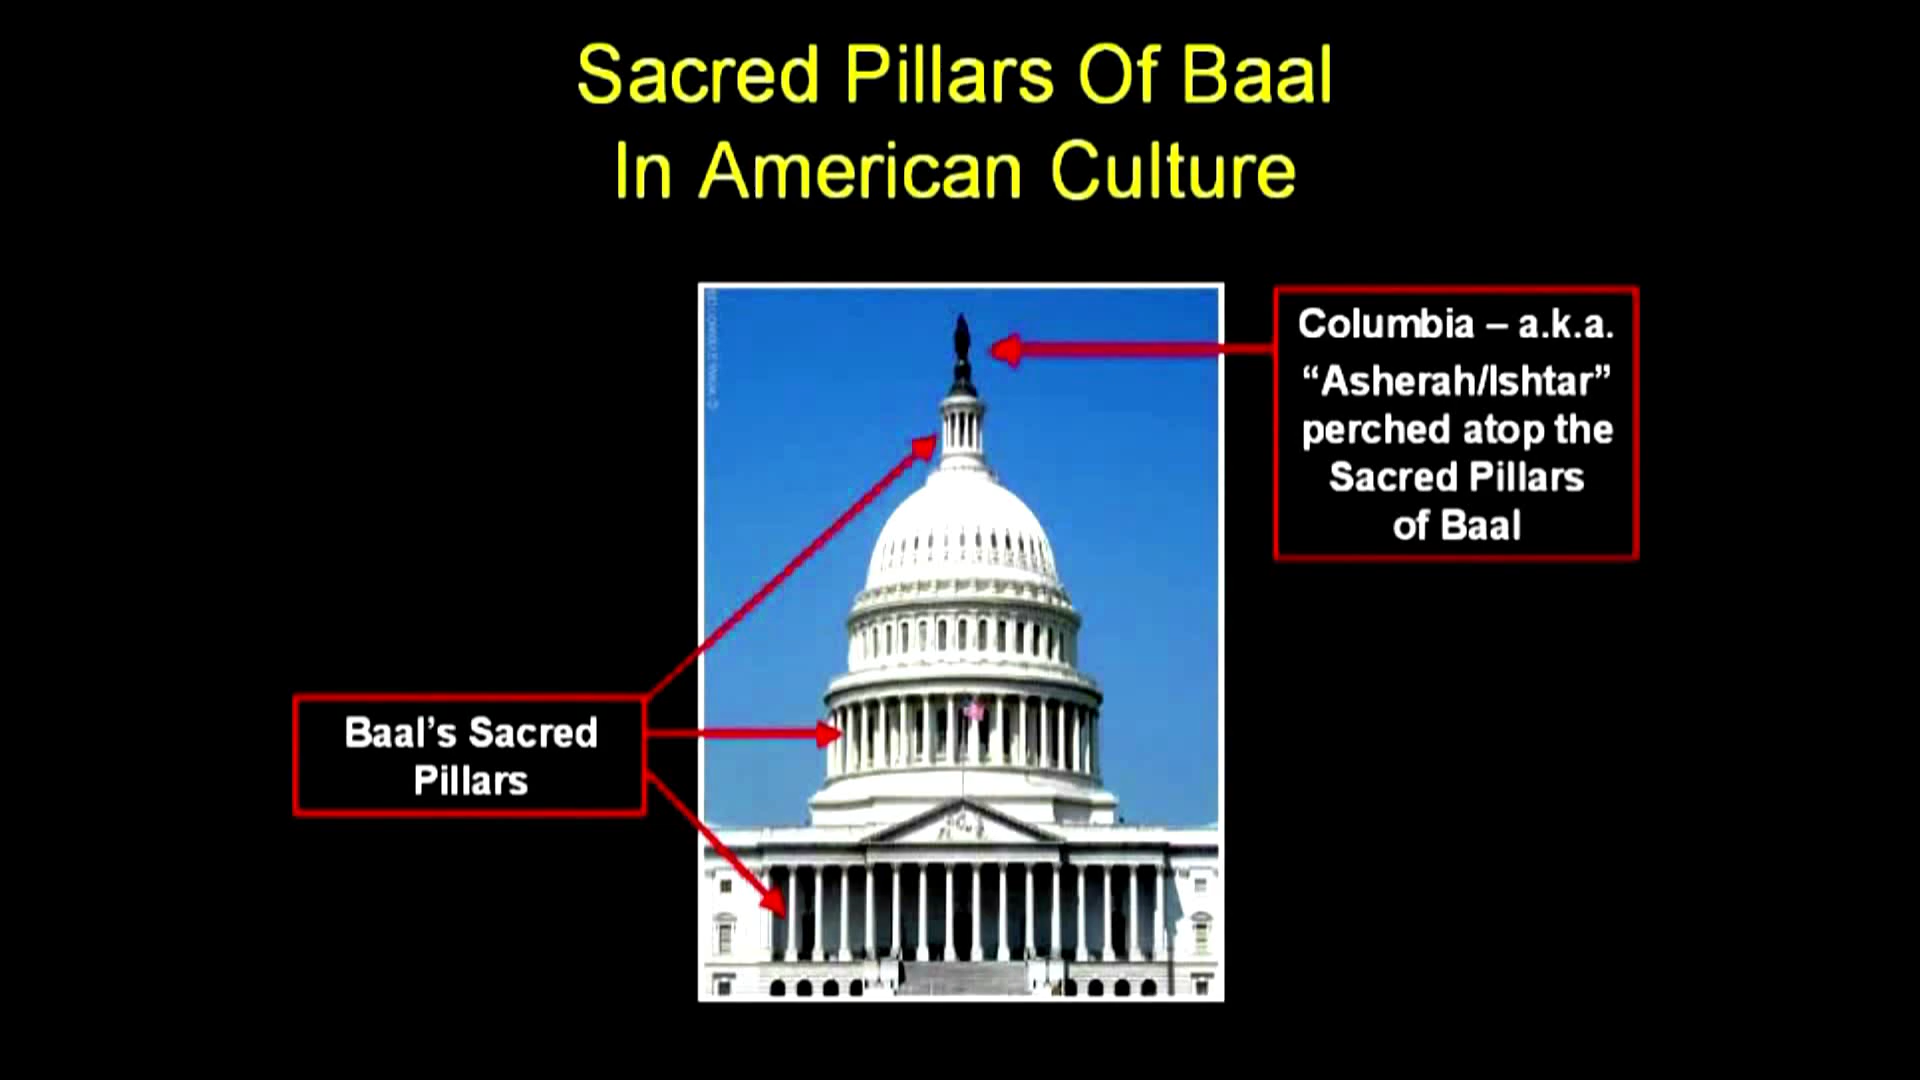 Sacred Pillars Of Baal
In American Culture
Columbia – a.k.a.
“Asherah/Ishtar”
perched atop the
Sacred Pillars
of Baal
Baal’s Sacred
Pillars